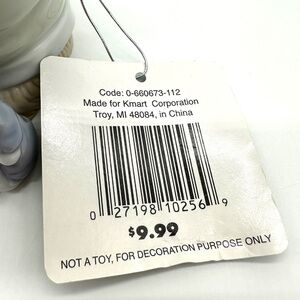 Code: 0-660673-112
Made for Kmart Corporation
Troy, MI 48084, in China
0 27198 10256 9
$9.99
NOT A TOY, FOR DECORATION PURPOSE ONLY